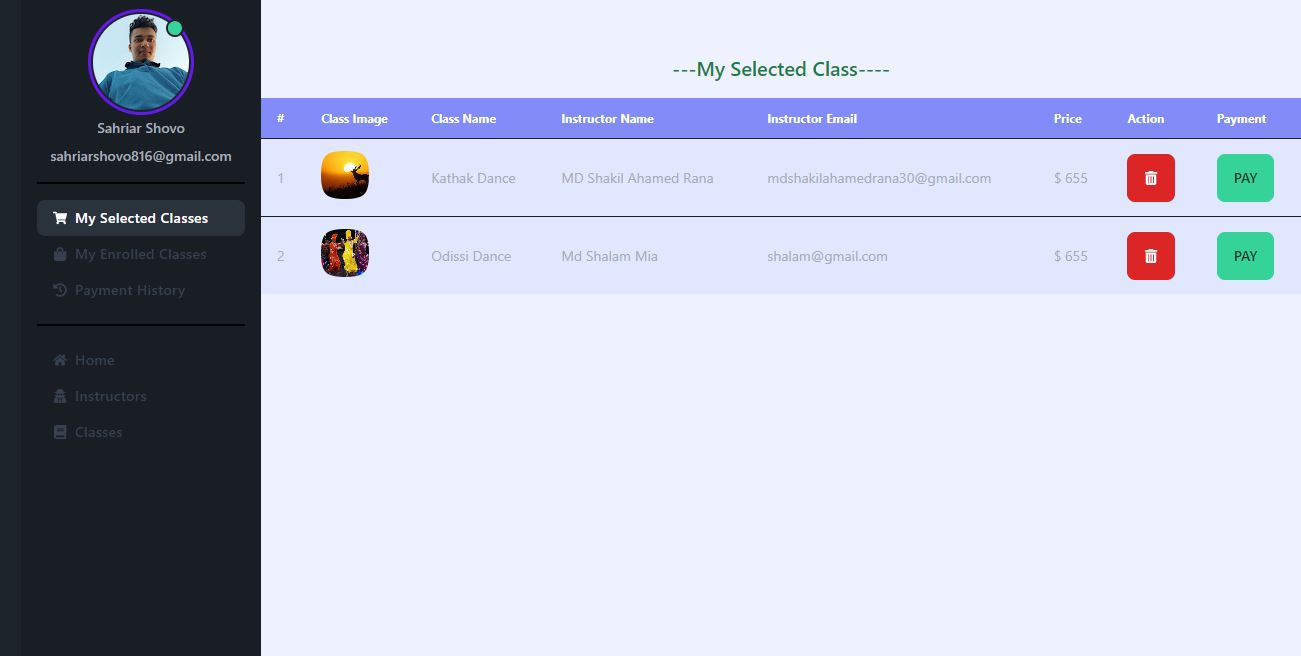 Sahriar Shovo
sahriarshovo816@gmail.com
My Selected Classes
My Enrolled Classes
Payment History
Home
Instructors
Classes
---My Selected Class----
# Class Image Class Name Instructor Name Instructor Email Price Action Payment
1 Kathak Dance MD Shakil Ahamed Rana mdshakilahamedrana30@gmail.com $ 655 PAY
2 Odissi Dance Md Shalam Mia shalam@gmail.com $ 655 PAY